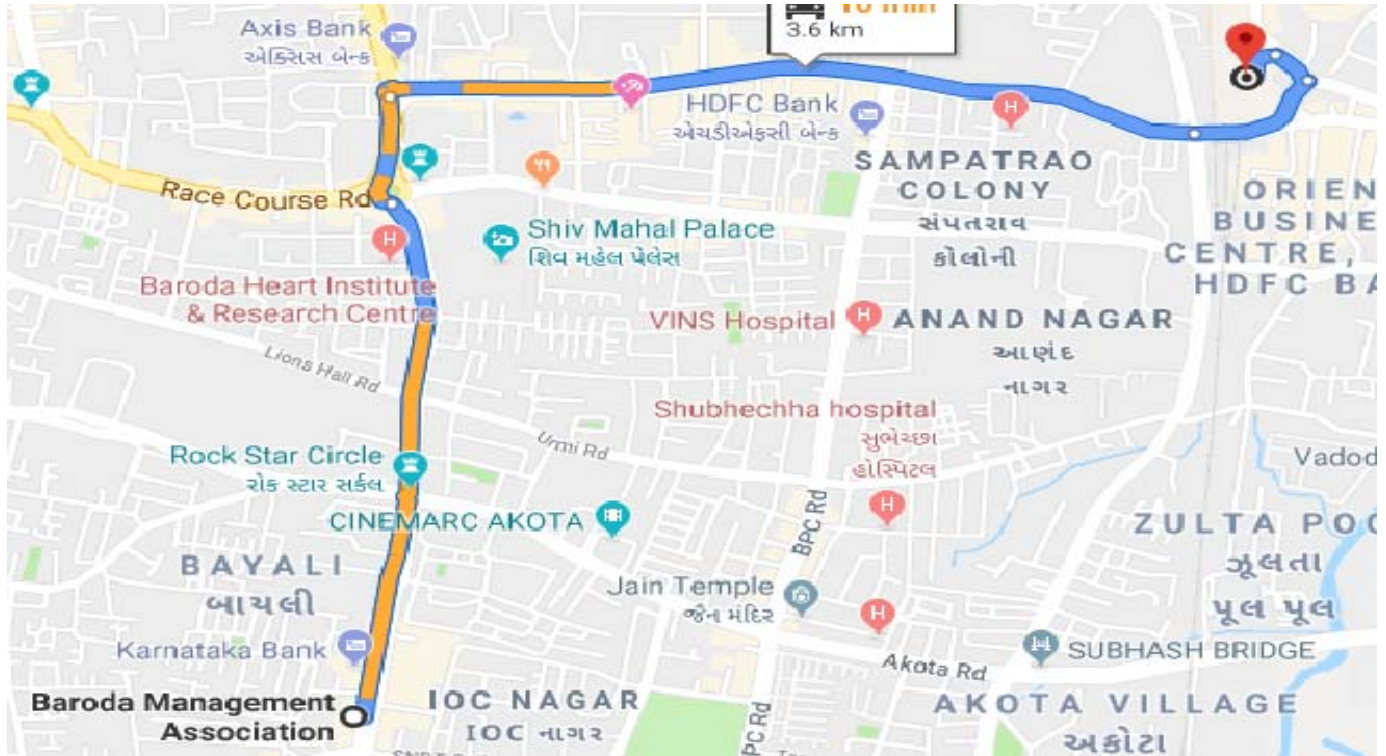 Axis Bank
એક્સિસ બેન્ક
3.6 km
HDFC Bank
એચડીએફસી બેન્ક
SAMPATRAO
COLONY
સંપતરાવ
કોલોની
Race Course Rd
ORIEN
BUSINE
CENTRE,
HDFC BA
Shiv Mahal Palace
શિવ મહેલ પેલેસ
Baroda Heart Institute
& Research Centre
VINS Hospital
ANAND NAGAR
આણંદ
નાગર
Lions Hall Rd
Shubhechha hospital
સુભેચ્છા
હોસ્પિટલ
Urmi Rd
Rock Star Circle
રોક સ્ટાર સર્કલ
Vadod
CINEMARC AKOTA
BPC Rd
ZULTA POO
ઝૂલતા
પૂલ પૂલ
BAYALI
બાયલી
Jain Temple
જૈન મંદિર
Karnataka Bank
Akota Rd
SUBHASH BRIDGE
Baroda Management
Association
IOC NAGAR
IOC નાગર
PC Rd
AKOTA VILLAGE
અકોટા